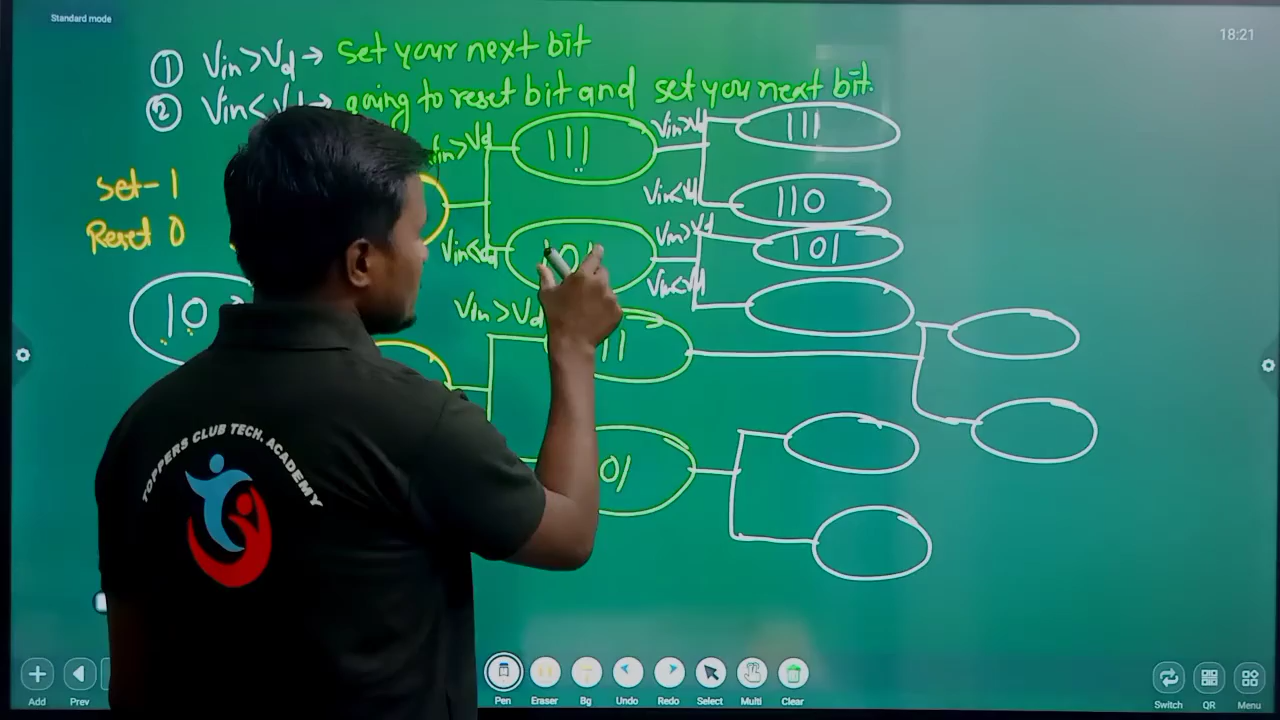 Standard mode
18:21
① Vin>Vd→ set your next bit
② Vin< Vd→ going to reset bit and set your next bit.
set-1
Reset 0
10
Vin>Vd
111
Vin>Vd
111
Vin<Vd
110
Vin<Vd
101
Vin>Vd
101
Vin<Vd
Vin>Vd
11
01
TOPPERS CLUB TECH. ACADEMY
Add
Prev
Pen
Eraser
Bg
Undo
Redo
Select
Multi
Clear
Switch
QR
Menu